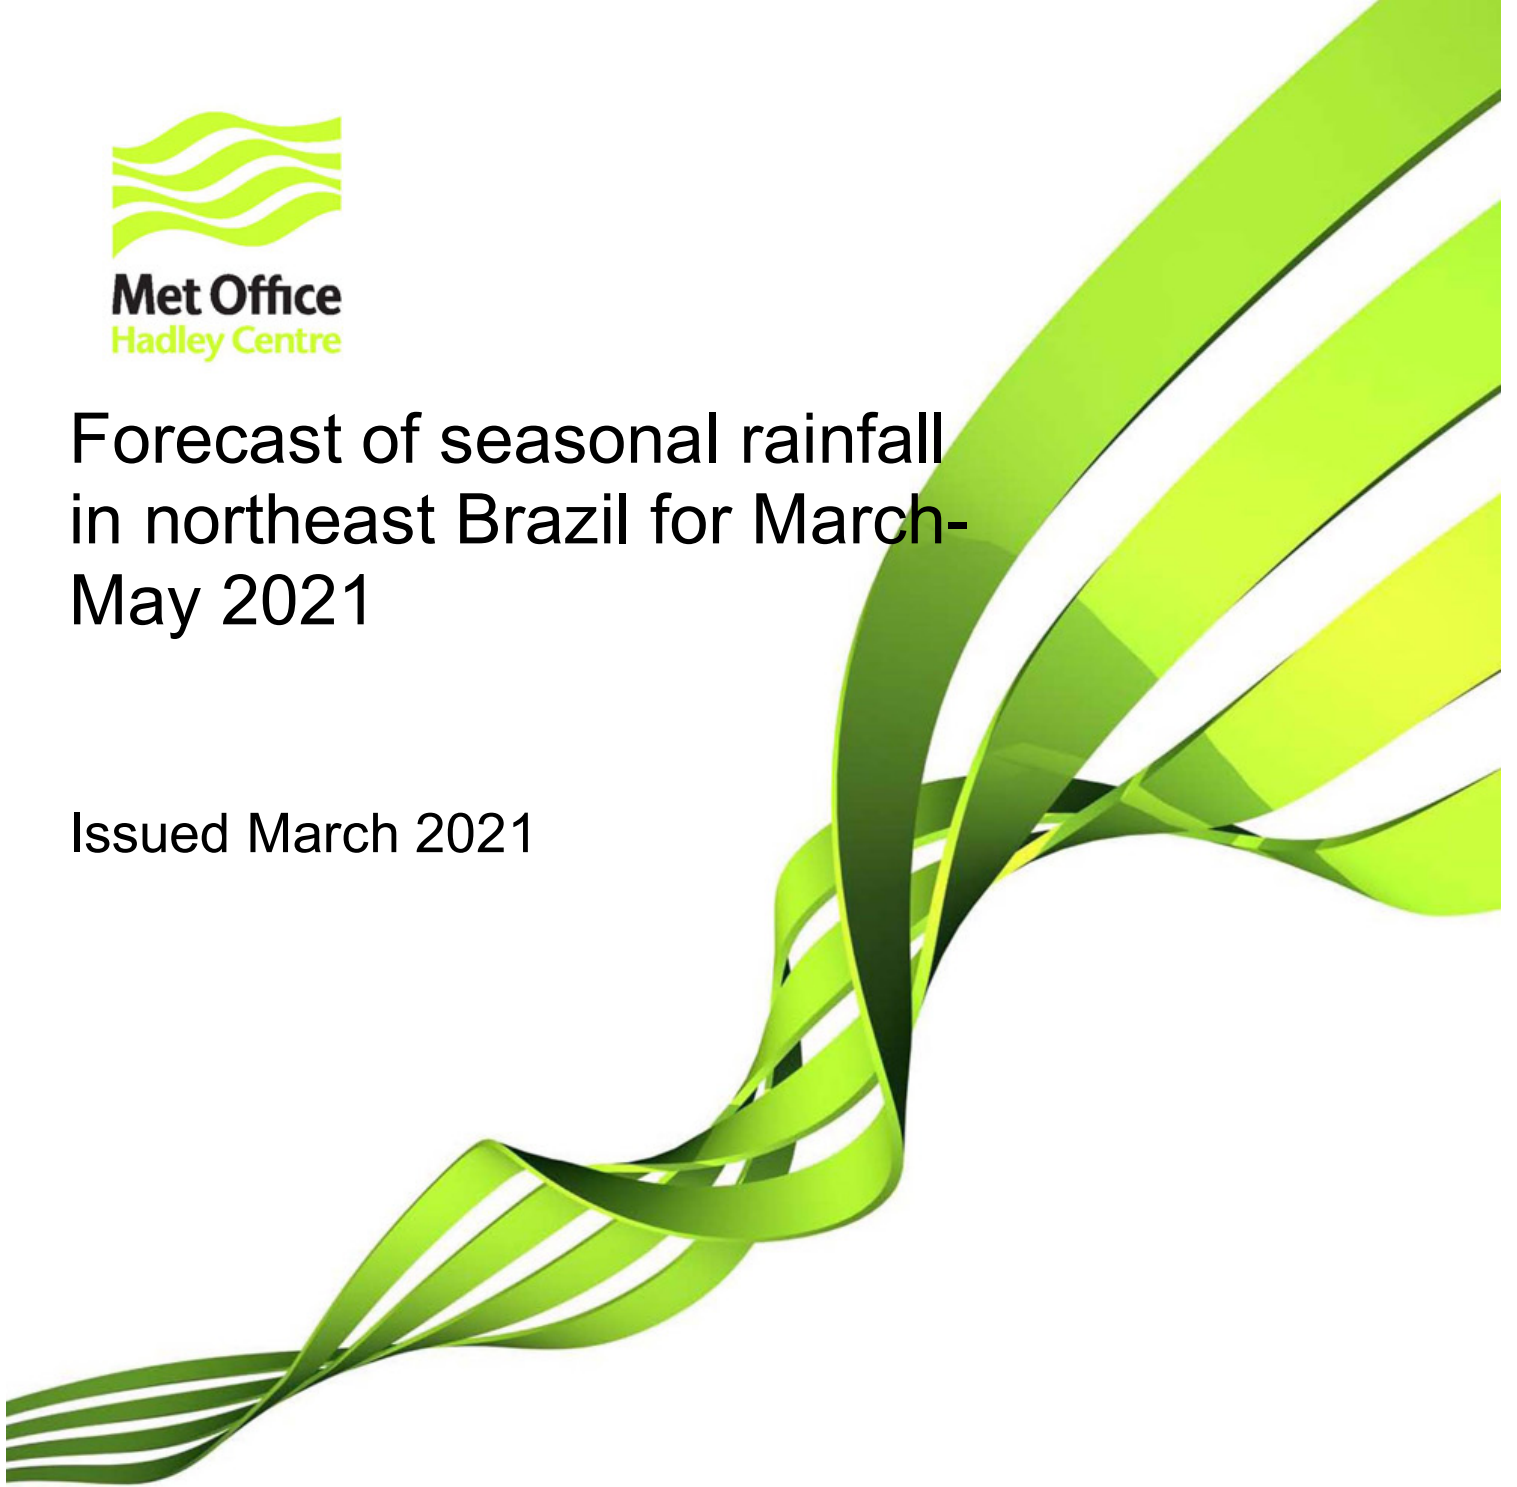 Met Office
Hadley Centre
Forecast of seasonal rainfall
in northeast Brazil for March-
May 2021
Issued March 2021